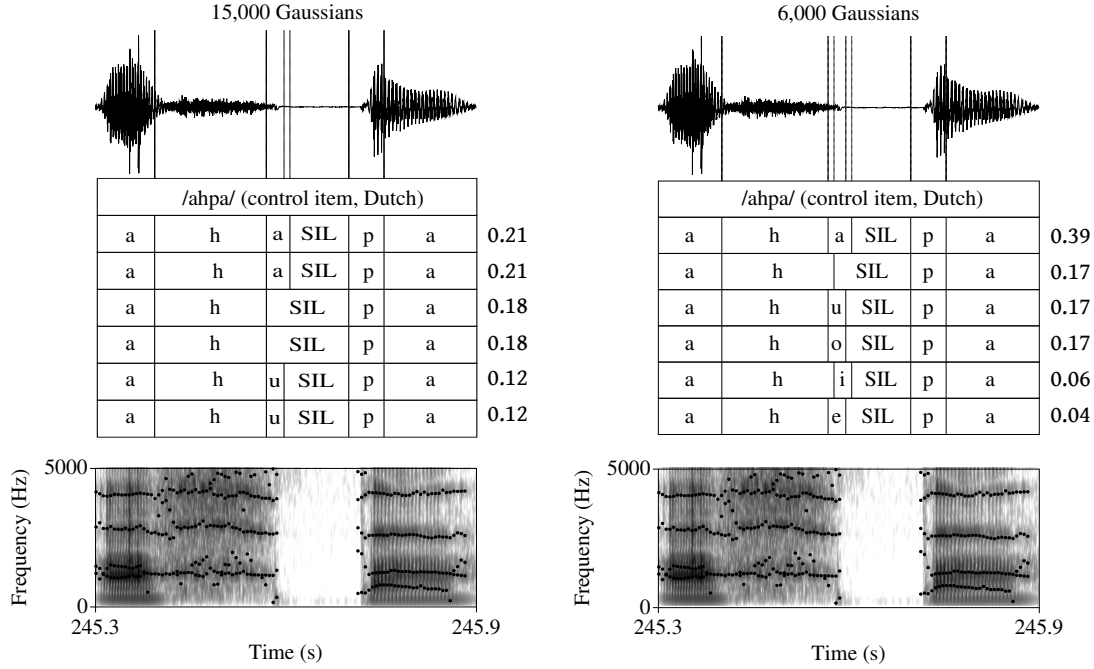 15,000 Gaussians
/ahpa/ (control item, Dutch)
a h a SIL p a 0.21
a h a SIL p a 0.21
a h SIL p a 0.18
a h SIL p a 0.18
a h u SIL p a 0.12
a h u SIL p a 0.12
5000
Frequency (Hz)
0
245.3 245.9
Time (s)
6,000 Gaussians
/ahpa/ (control item, Dutch)
a h a SIL p a 0.39
a h SIL p a 0.17
a h u SIL p a 0.17
a h o SIL p a 0.17
a h i SIL p a 0.06
a h e SIL p a 0.04
5000
Frequency (Hz)
0
245.3 245.9
Time (s)